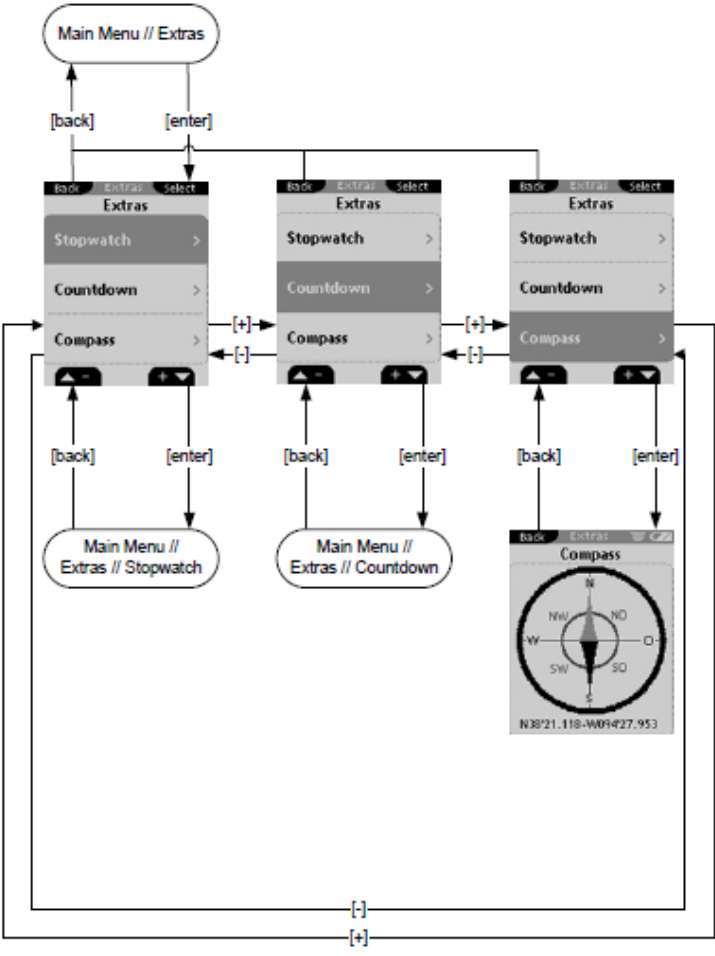 Main Menu // Extras
[back]
[enter]
Back Extras Select
Extras
Stopwatch >
Countdown >
Compass >
-
+
Back Extras Select
Extras
Stopwatch >
Countdown >
Compass >
-
+
Back Extras Select
Extras
Stopwatch >
Countdown >
Compass >
-
+
[+]
[-]
[+]
[-]
[back]
[enter]
[back]
[enter]
[back]
[enter]
Main Menu //
Extras // Stopwatch
Main Menu //
Extras // Countdown
Back Extras
Compass
N
NW NO
W O
SW SO
S
N38°21.118-W094°27.953
[-]
[+]